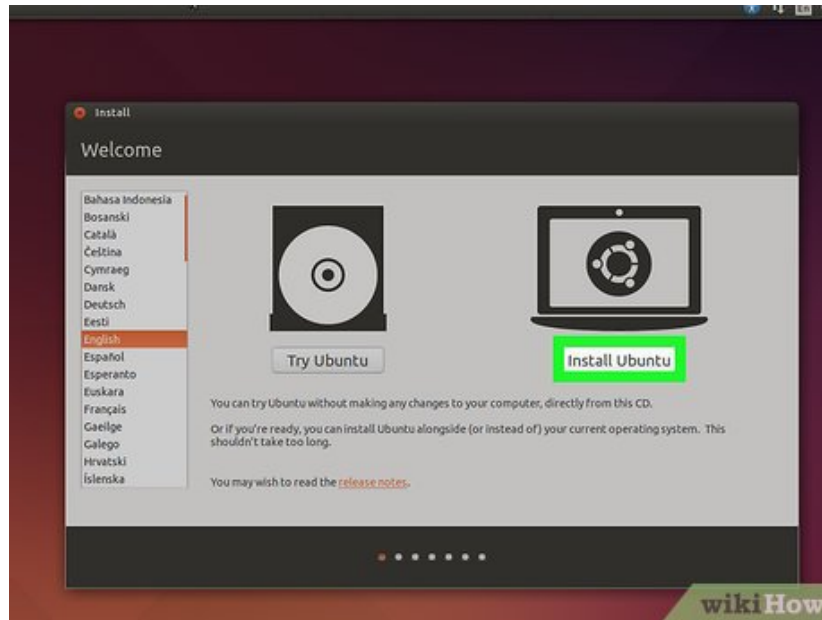 En
Install
Welcome
Bahasa Indonesia
Bosanski
Català
Čeština
Cymraeg
Dansk
Deutsch
Eesti
English
Español
Esperanto
Euskara
Français
Gaeilge
Galego
Hrvatski
Íslenska
Try Ubuntu
Install Ubuntu
You can try Ubuntu without making any changes to your computer, directly from this CD.
Or if you're ready, you can install Ubuntu alongside (or instead of) your current operating system. This
shouldn't take too long.
You may wish to read the release notes.
wikiHow